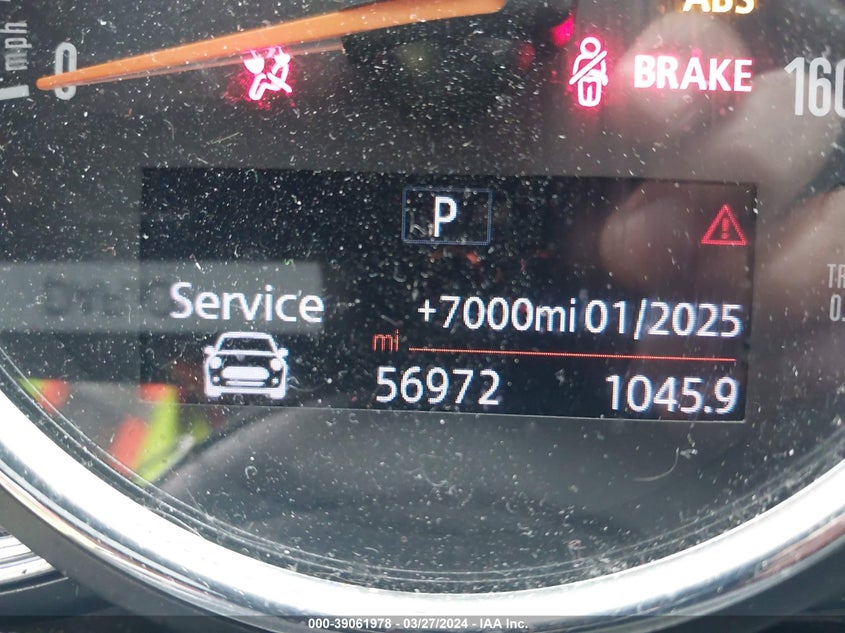 ABS
mph 0
BRAKE
160
P
Service
+7000mi 01/2025
mi
56972
1045.9
000-39061978 | 03/27/2024 | IAA Inc.